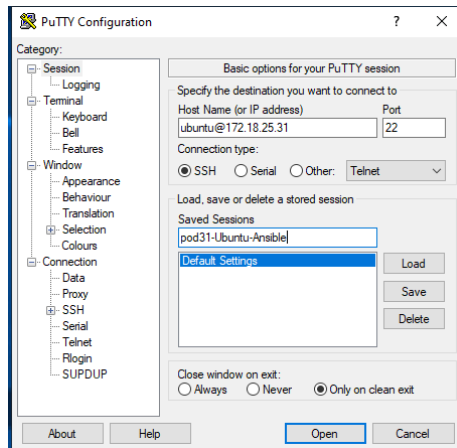 PuTTY Configuration
?
Category:
Session
Logging
Terminal
Keyboard
Bell
Features
Window
Appearance
Behaviour
Translation
Selection
Colours
Connection
Data
Proxy
SSH
Serial
Telnet
Rlogin
SUPDUP
Basic options for your PuTTY session
Specify the destination you want to connect to
Host Name (or IP address) Port
ubuntu@172.18.25.31 22
Connection type:
SSH Serial Other: Telnet
Load, save or delete a stored session
Saved Sessions
pod31-Ubuntu-Ansible
Default Settings
Load
Save
Delete
Close window on exit:
Always Never Only on clean exit
About Help Open Cancel